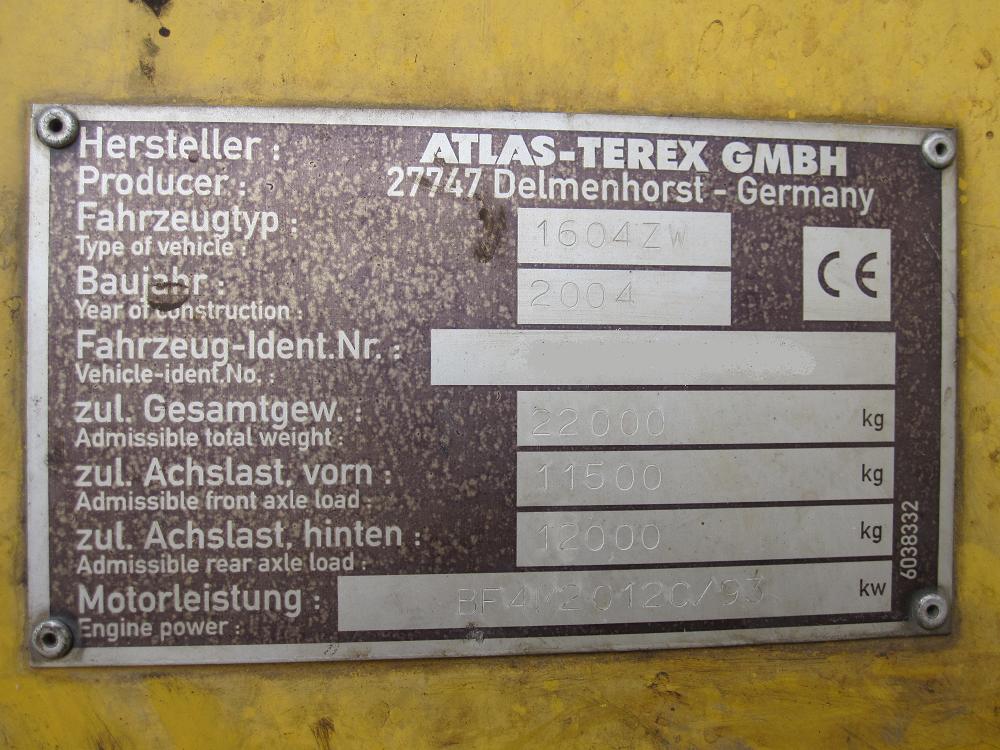 Hersteller : ATLAS-TEREX GMBH
Producer : 27747 Delmenhorst - Germany
Fahrzeugtyp :
Type of vehicle : 1604ZW
CE
Baujahr :
Year of construction : 2004
Fahrzeug-Ident.Nr. :
Vehicle-ident.No. :
zul. Gesamtgew. : 22000 kg
Admissible total weight :
zul. Achslast, vorn : 11500 kg
Admissible front axle load :
zul. Achslast, hinten : 12000 kg
Admissible rear axle load :
6038332
Motorleistung : BF4M2012C/93 kw
Engine power :